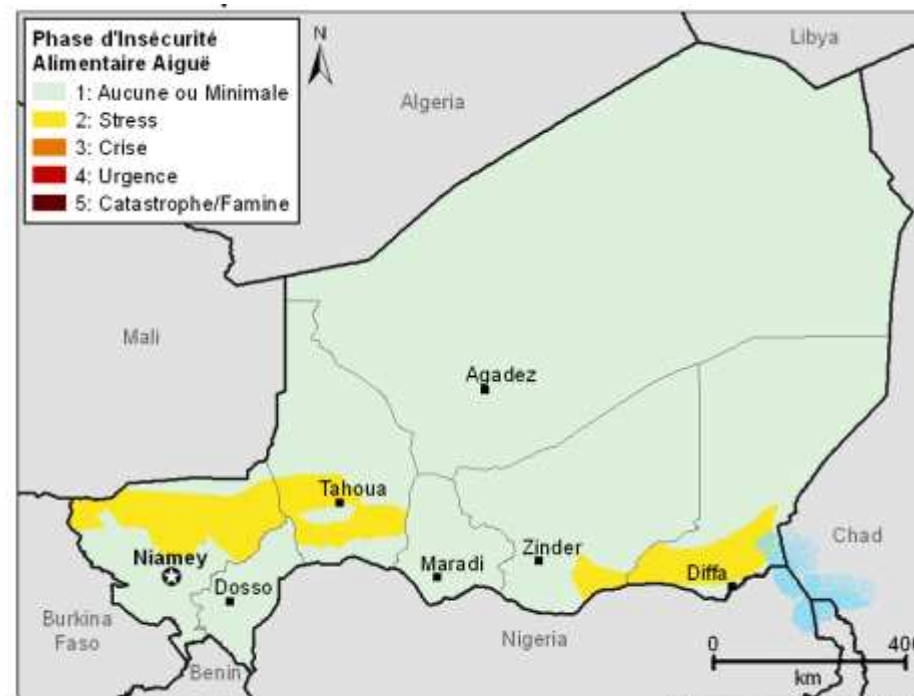 Phase d'Insécurité
Alimentaire Aiguë
1: Aucune ou Minimale
2: Stress
3: Crise
4: Urgence
5: Catastrophe/Famine
N
Libya
Algeria
Mali
Agadez
Tahoua
Niamey
Dosso
Maradi
Zinder
Diffa
Chad
Burkina
Faso
Benin
Nigeria
0 400
km